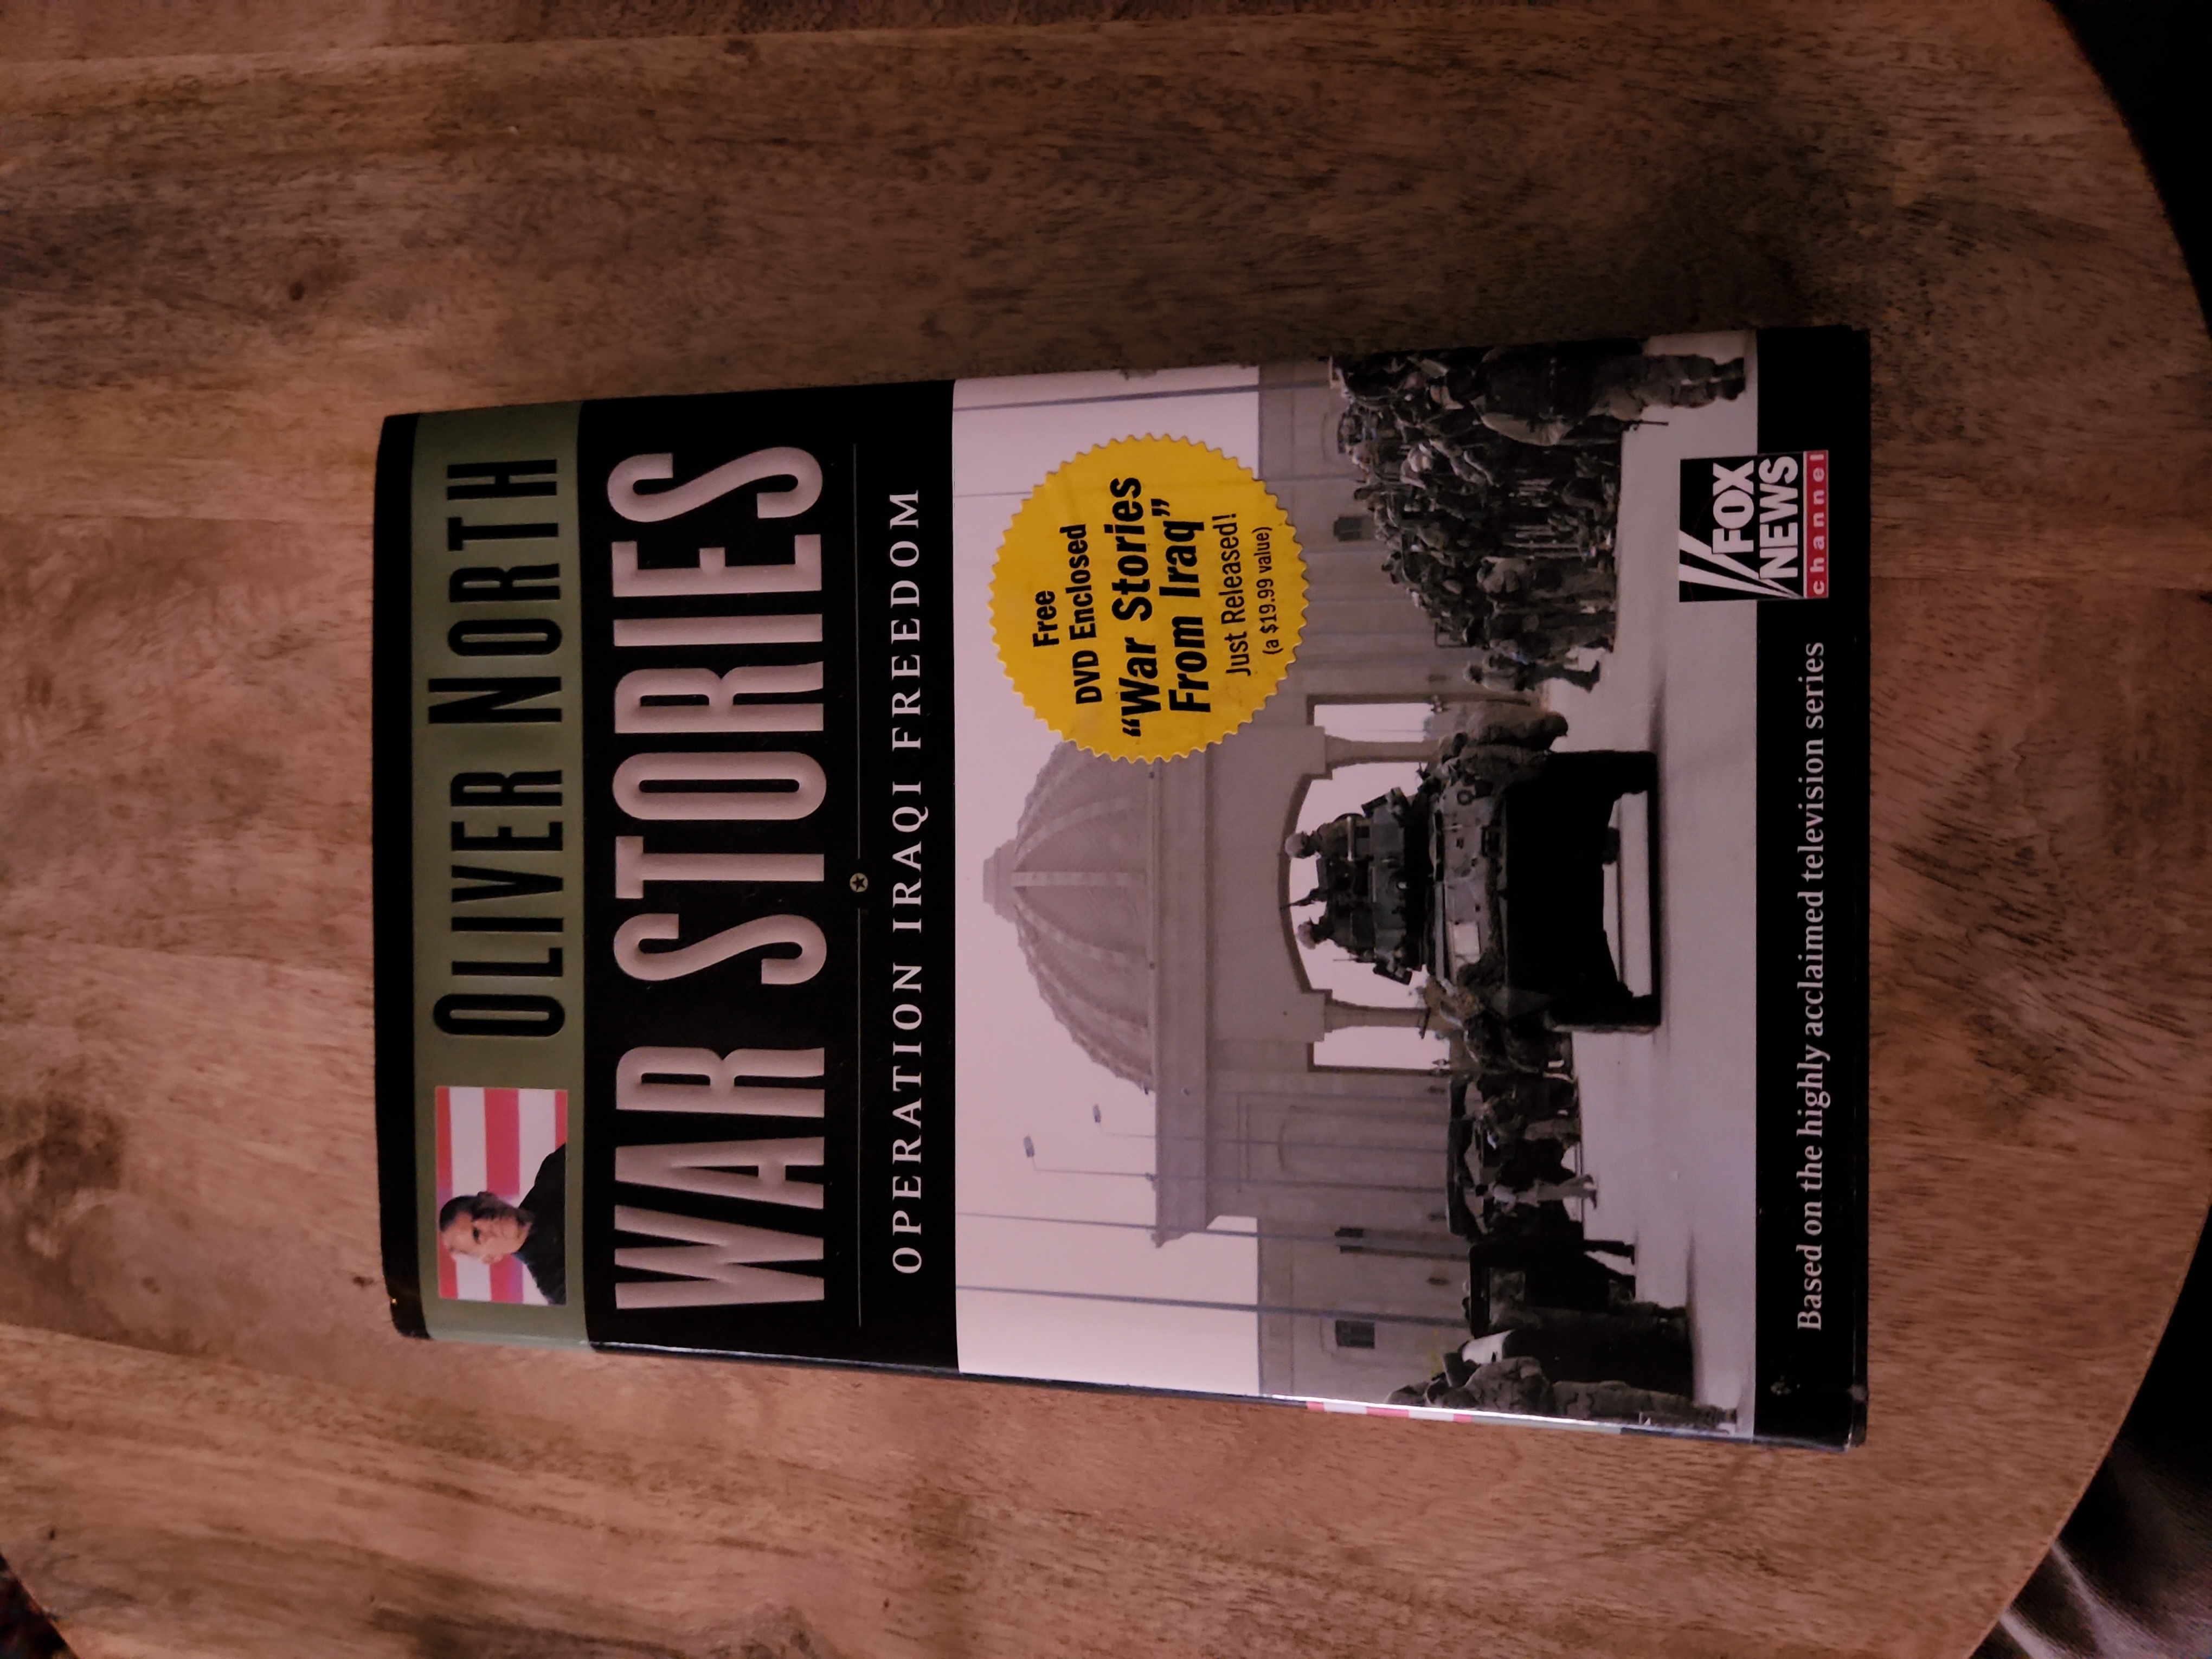 OLIVER NORTH
WAR STORIES
OPERATION IRAQI FREEDOM
Free
DVD Enclosed
“War Stories
From Iraq”
Just Released!
(a $19.99 value)
Based on the highly acclaimed television series
FOX
NEWS
channel